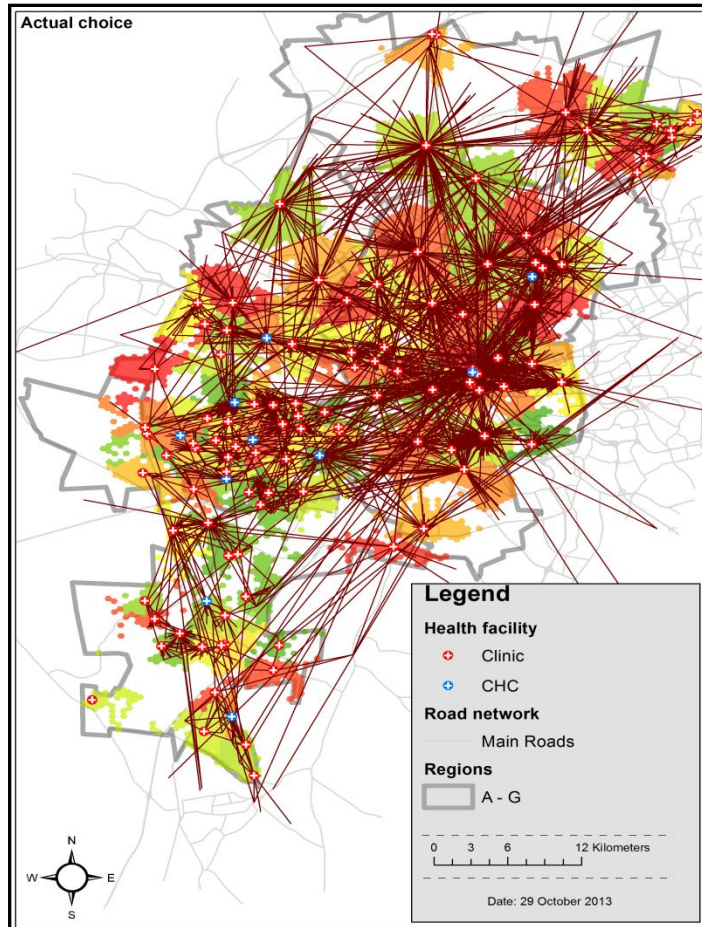 Actual choice
Legend
Health facility
Clinic
CHC
Road network
Main Roads
Regions
A - G
0 3 6 12 Kilometers
Date: 29 October 2013
N
W E
S